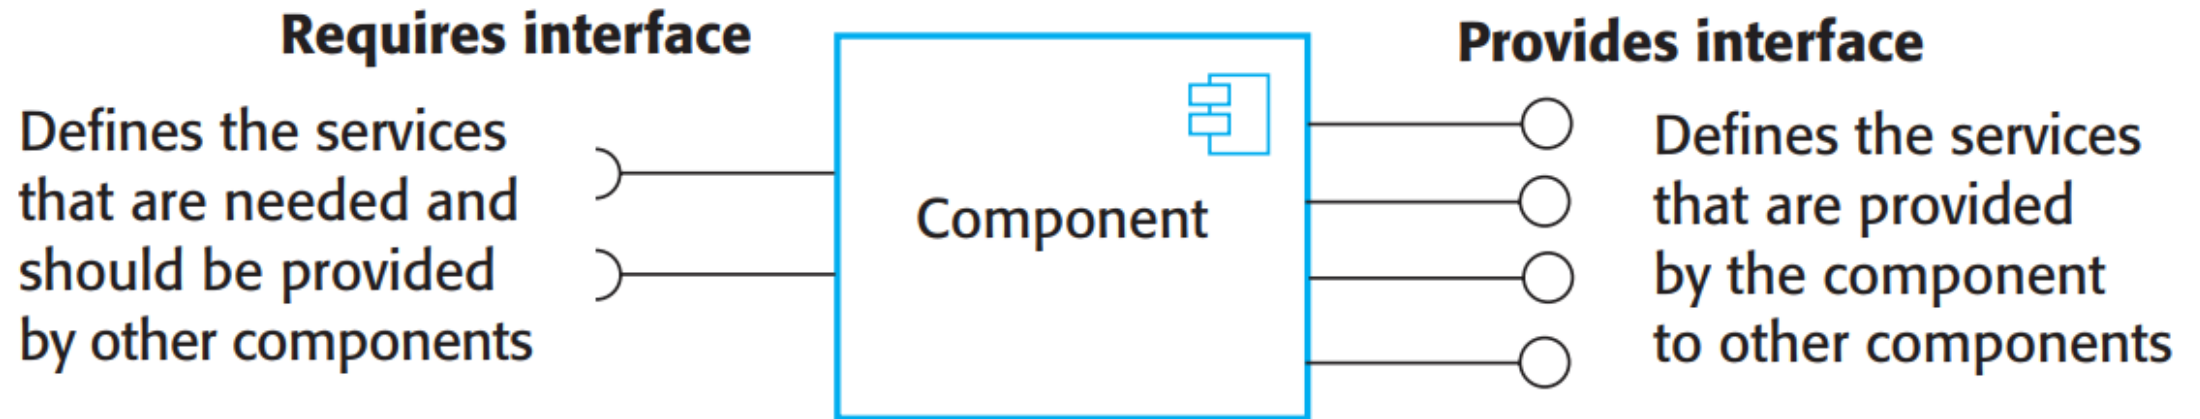 Requires interface
Defines the services
that are needed and
should be provided
by other components
Component
Provides interface
Defines the services
that are provided
by the component
to other components